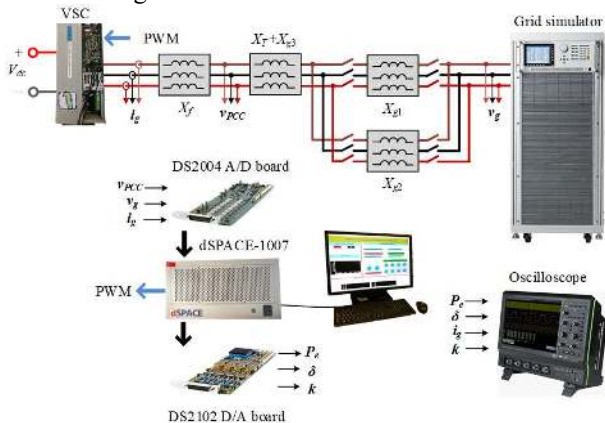 VSC
PWM
+
V_dc
−
i_g
X_f
v_PCC
X_T+X_g3
X_g1
X_g2
v_g
Grid simulator
DS2004 A/D board
v_PCC
v_g
i_g
dSPACE-1007
PWM
dSPACE
P_e
δ
k
DS2102 D/A board
Oscilloscope
P_e
δ
i_g
k